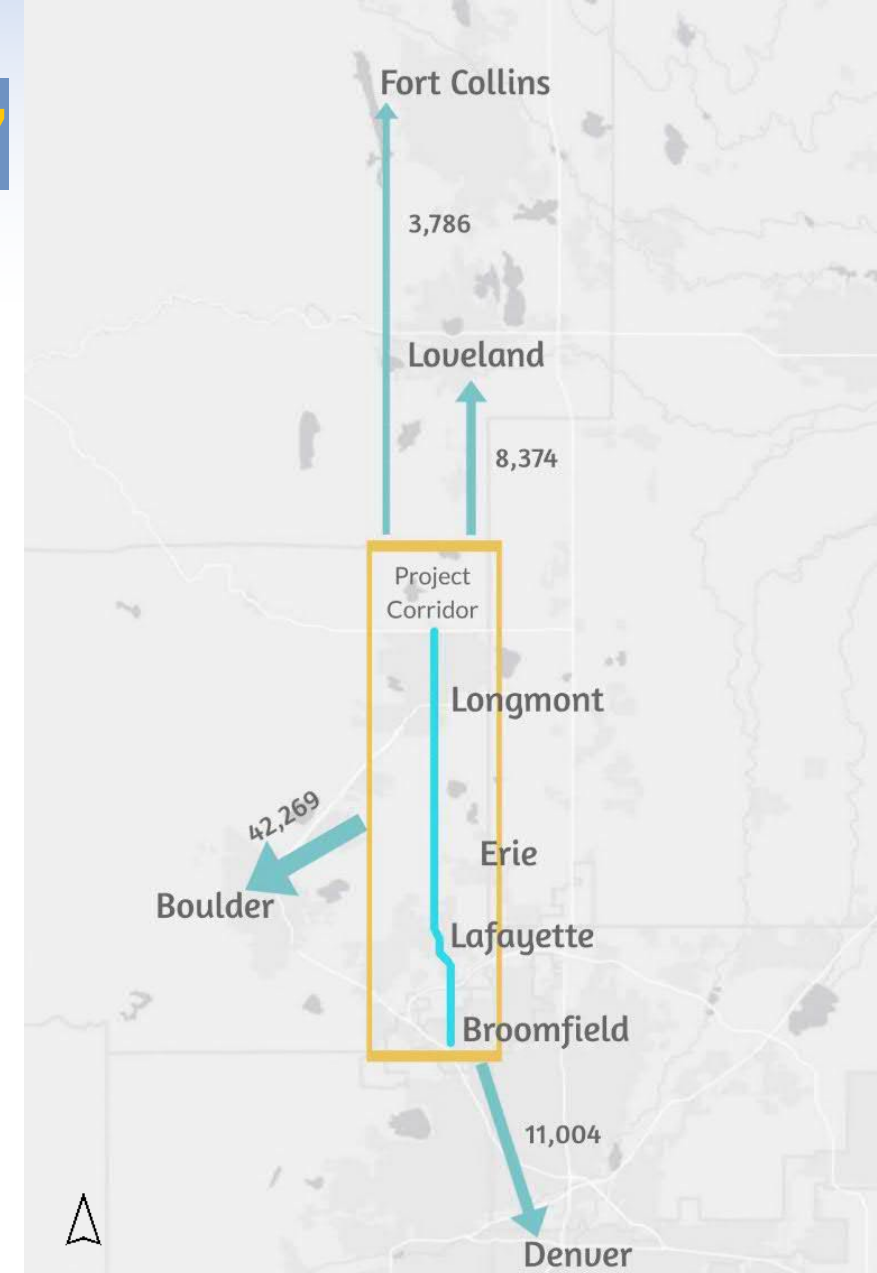 Fort Collins
3,786
Loveland
8,374
Project
Corridor
Longmont
42,269
Erie
Boulder
Lafayette
Broomfield
11,004
Denver